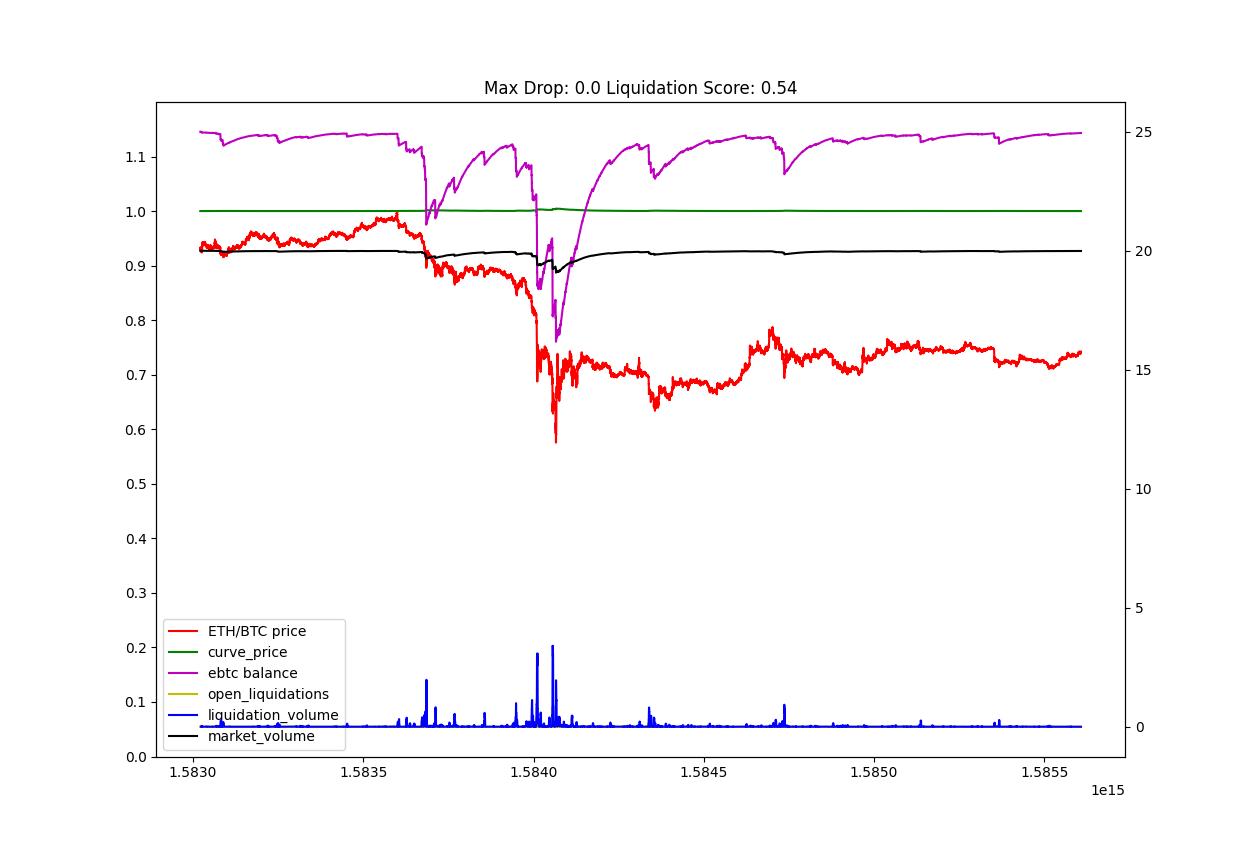 Max Drop: 0.0 Liquidation Score: 0.54
1.1
1.0
0.9
0.8
0.7
0.6
0.5
0.4
0.3
0.2
0.1
0.0
25
20
15
10
5
0
ETH/BTC price
curve_price
ebtc balance
open_liquidations
liquidation_volume
market_volume
1.5830 1.5835 1.5840 1.5845 1.5850 1.5855
1e15